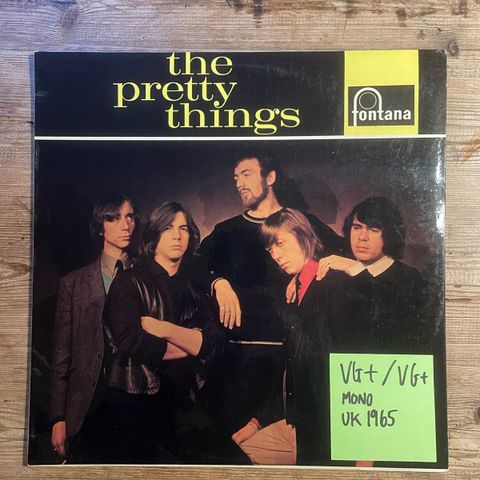 the
pretty
things
fontana
VG+/VG+
MONO
UK 1965